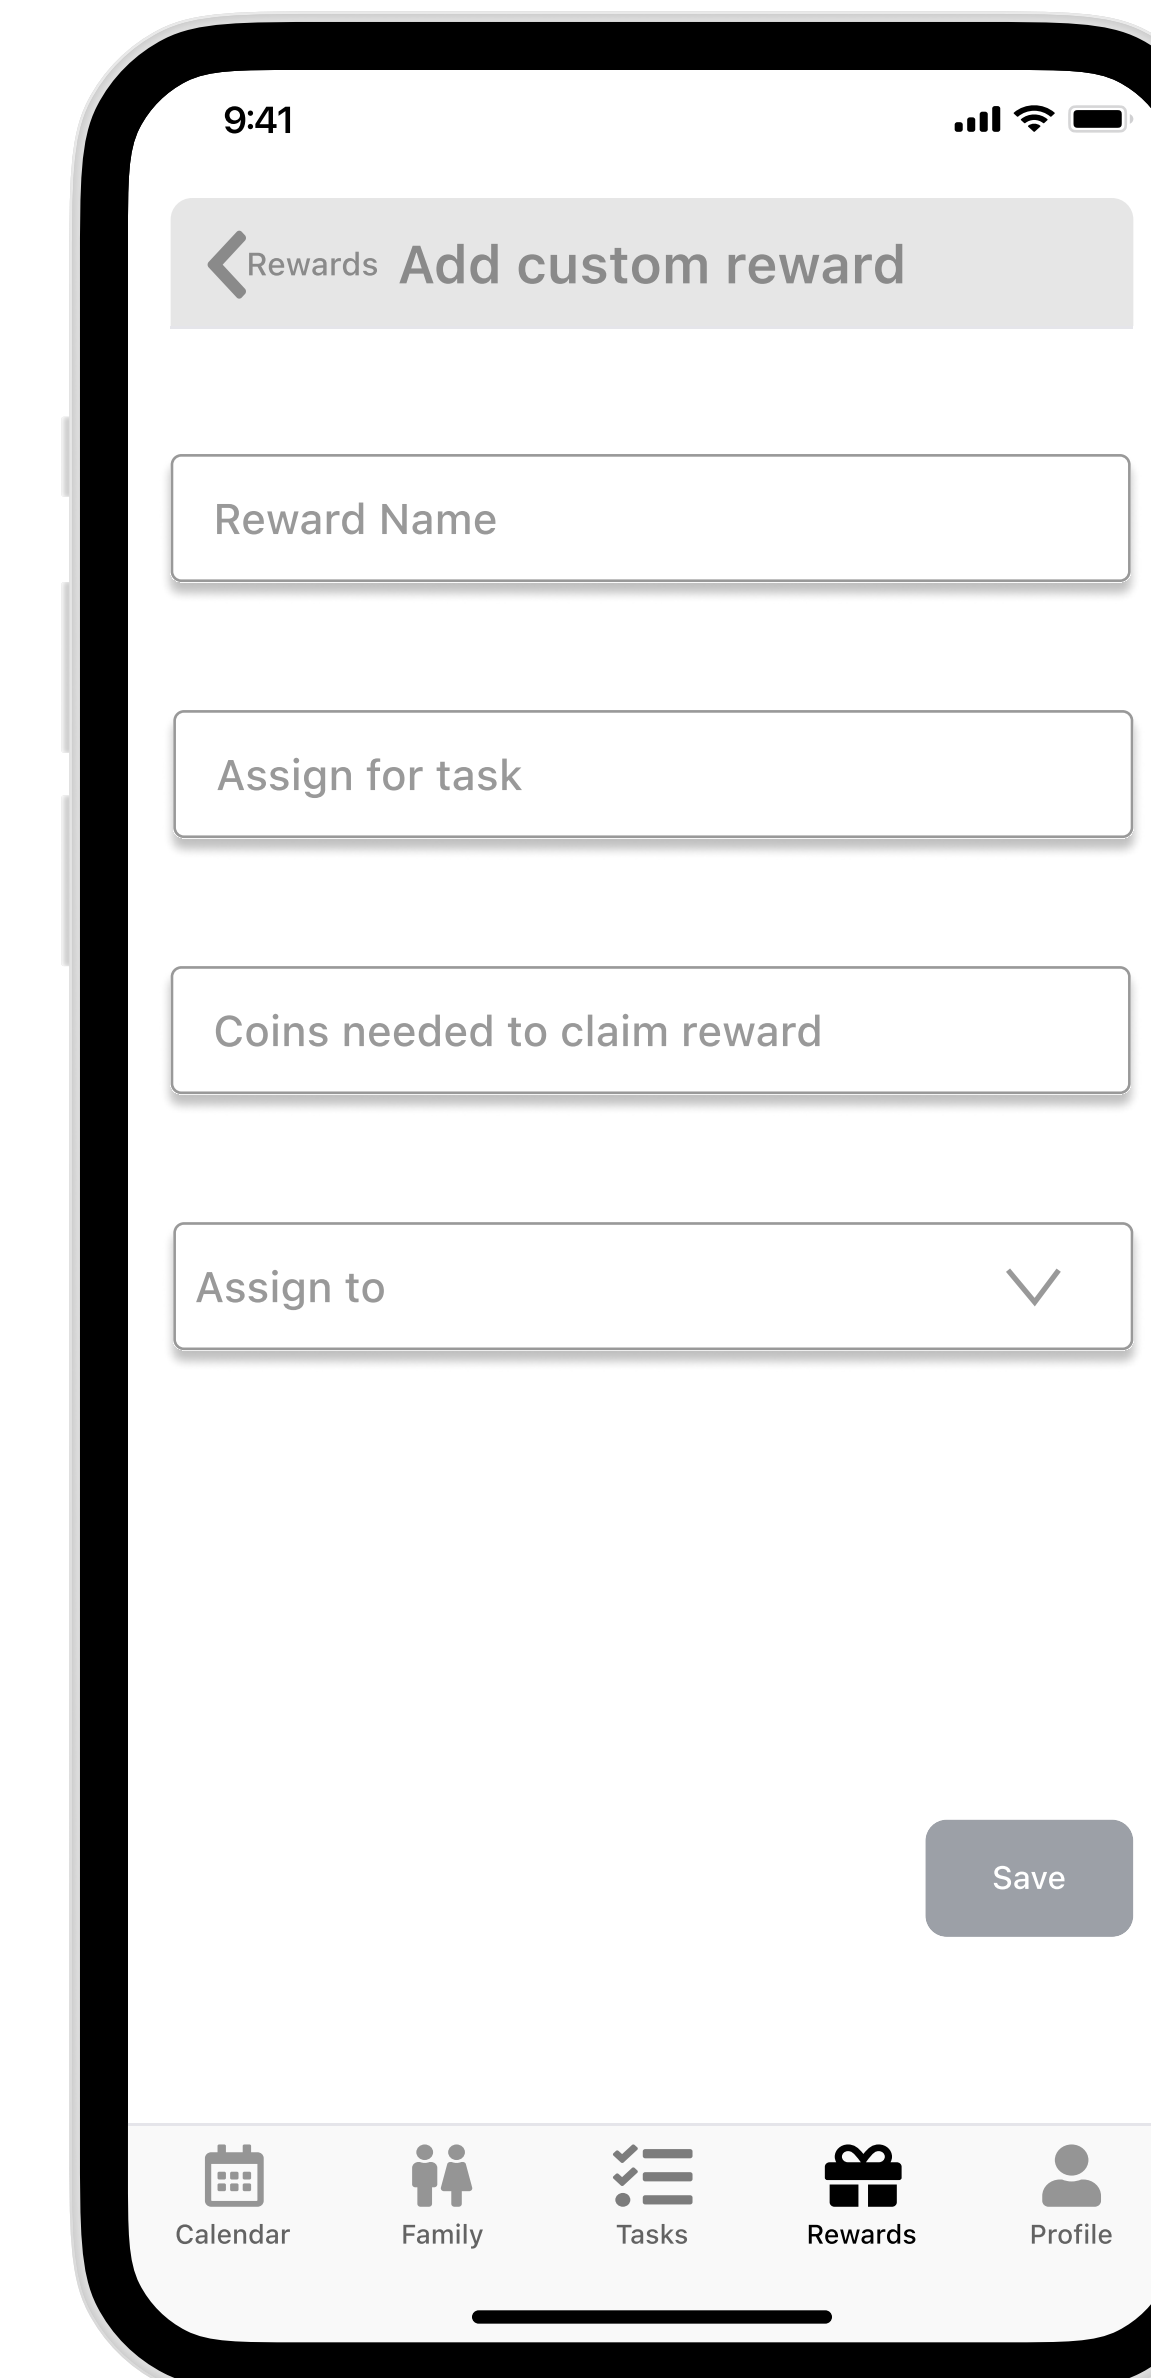 9:41
Rewards Add custom reward
Reward Name
Assign for task
Coins needed to claim reward
Assign to
Save
Calendar Family Tasks Rewards Profile